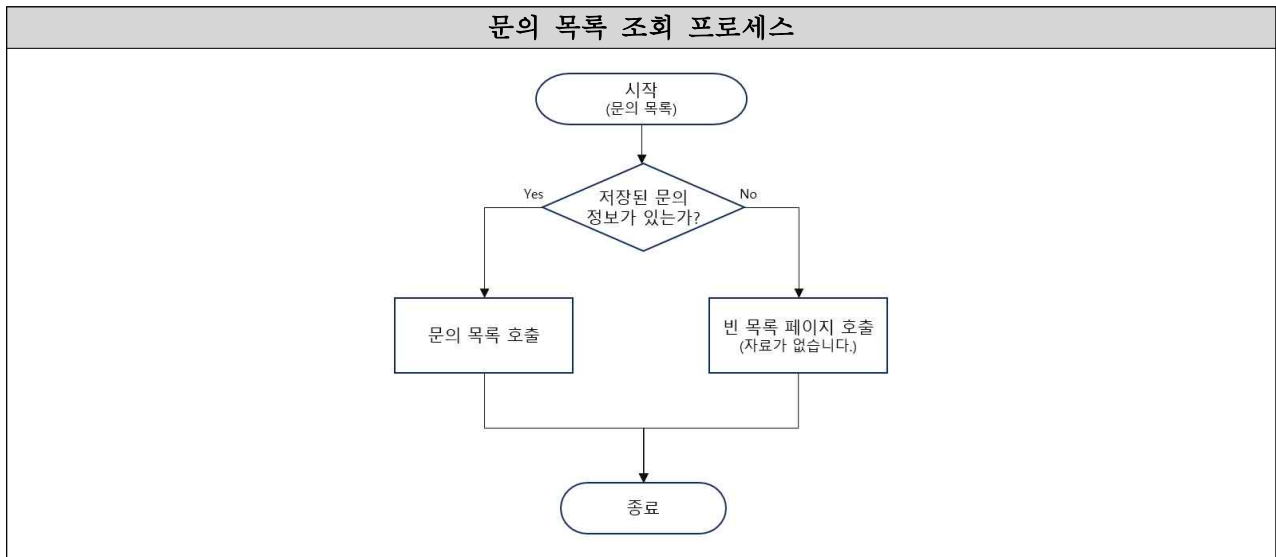 문의 목록 조회 프로세스
시작
(문의 목록)
저장된 문의
정보가 있는가?
Yes
No
문의 목록 호출
빈 목록 페이지 호출
(자료가 없습니다.)
종료